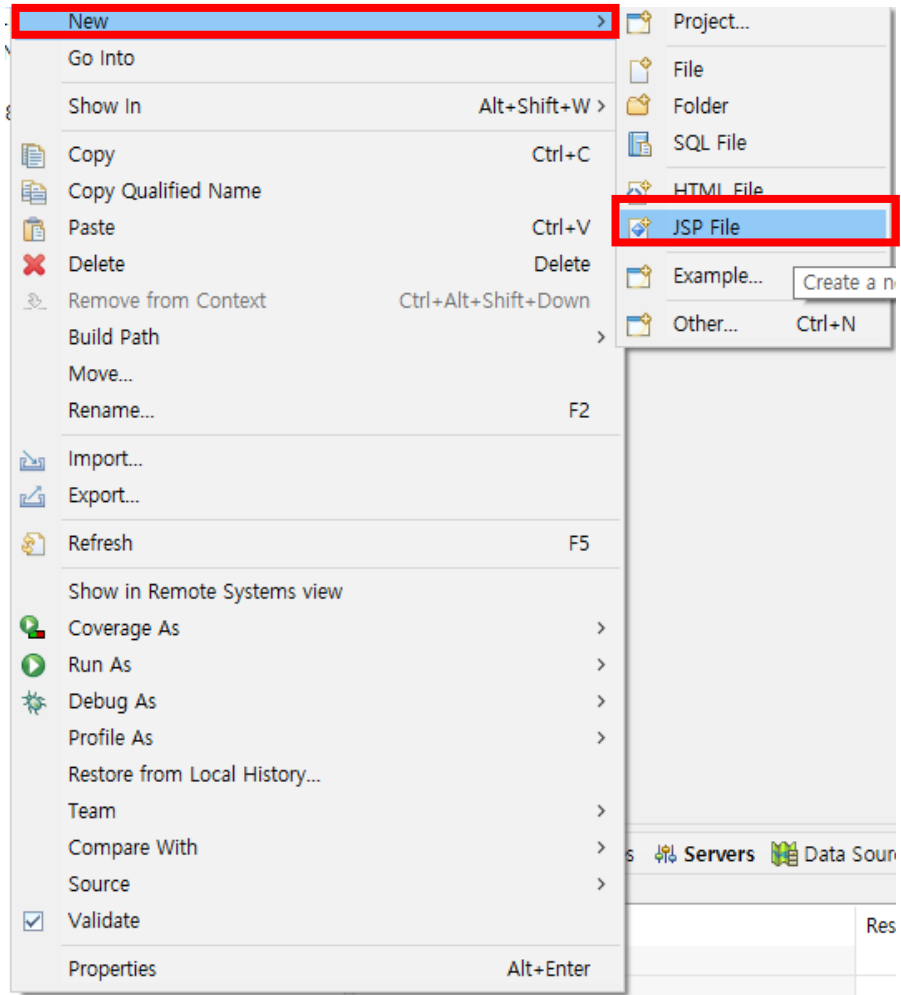 New
Go Into
Show In Alt+Shift+W
Copy Ctrl+C
Copy Qualified Name
Paste Ctrl+V
Delete Delete
Remove from Context Ctrl+Alt+Shift+Down
Build Path
Move...
Rename... F2
Import...
Export...
Refresh F5
Show in Remote Systems view
Coverage As
Run As
Debug As
Profile As
Restore from Local History...
Team
Compare With
Source
Validate
Properties Alt+Enter
Project...
File
Folder
SQL File
HTML File
JSP File
Example...
Create a
Other... Ctrl+N
Servers Data